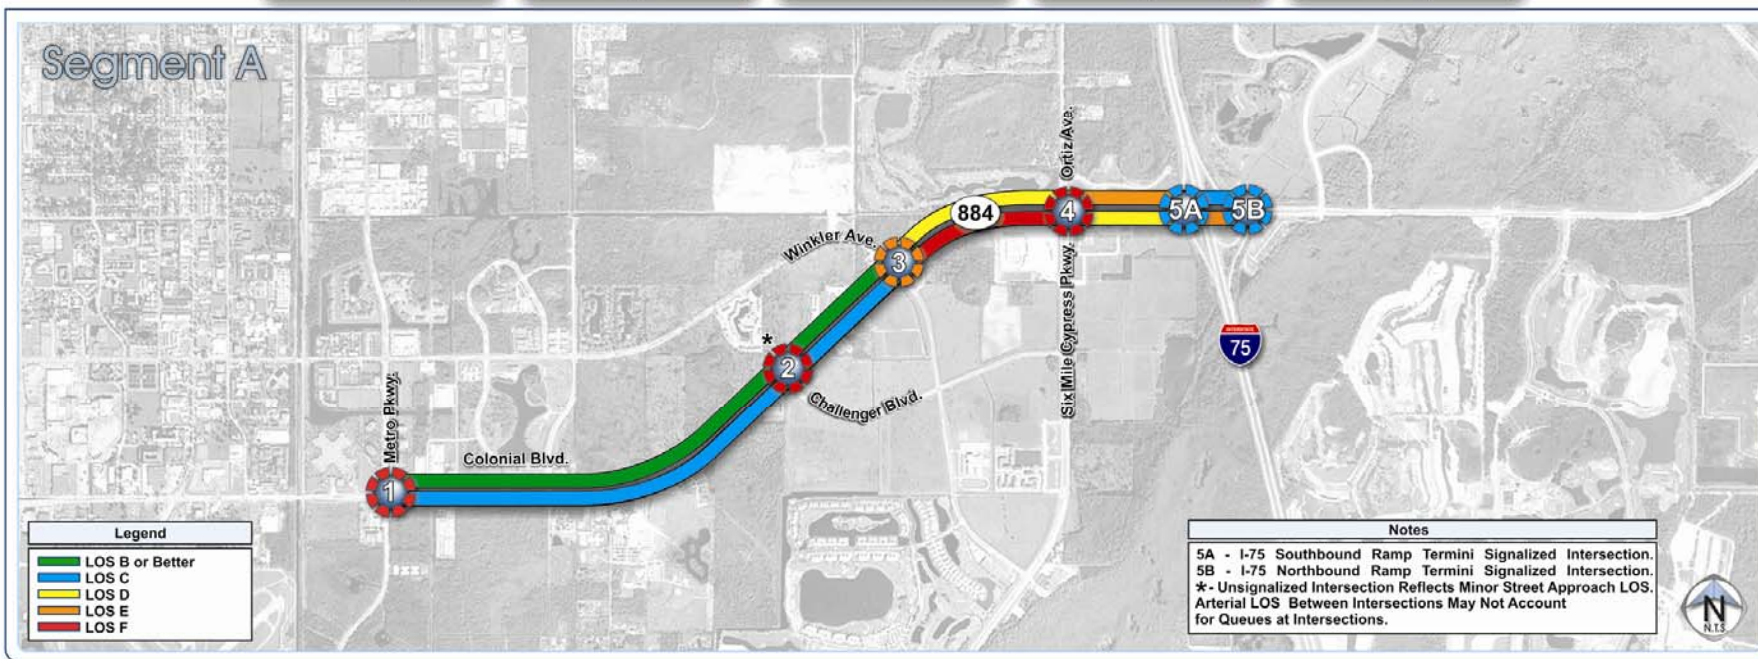 Segment A
Ortiz Ave.
884
4
5A
5B
Winkler Ave.
3
Six Mile Cypress Pkwy.
INTERSTATE
75
*
2
Challenger Blvd.
Metro Pkwy.
Colonial Blvd.
1
Legend
LOS B or Better
LOS C
LOS D
LOS E
LOS F
Notes
5A - I-75 Southbound Ramp Termini Signalized Intersection.
5B - I-75 Northbound Ramp Termini Signalized Intersection.
*- Unsignalized Intersection Reflects Minor Street Approach LOS.
Arterial LOS Between Intersections May Not Account
for Queues at Intersections.
N
N.T.S